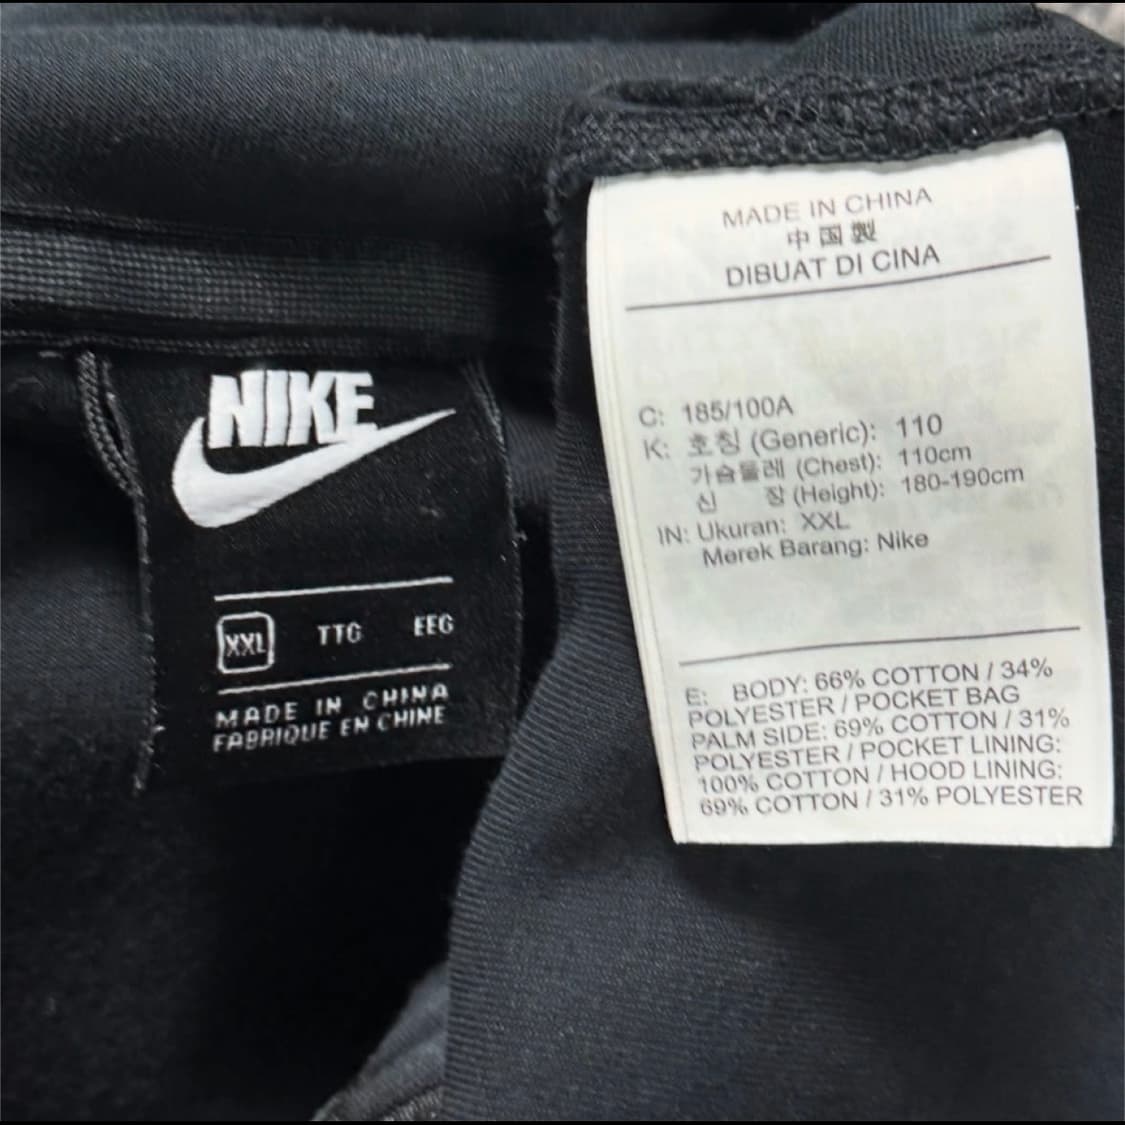 NIKE
XXL TTG EEG
MADE IN CHINA
FABRIQUE EN CHINE
MADE IN CHINA
中国製
DIBUAT DI CINA
C: 185/100A
K: 호칭 (Generic): 110
가슴둘레 (Chest): 110cm
신 장 (Height): 180-190cm
IN: Ukuran: XXL
Merek Barang: Nike
E: BODY: 66% COTTON / 34%
POLYESTER / POCKET BAG
PALM SIDE: 69% COTTON / 31%
POLYESTER / POCKET LINING:
100% COTTON / HOOD LINING:
69% COTTON / 31% POLYESTER